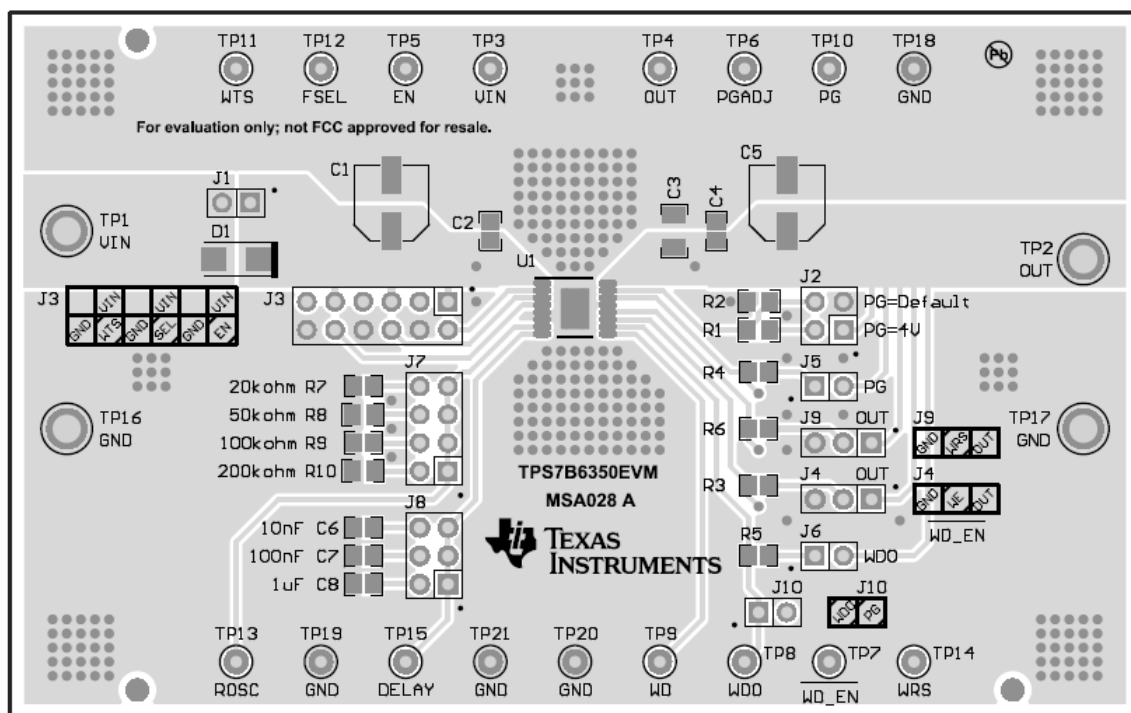 TP11 TP12 TP5 TP3 TP4 TP6 TP10 TP18
Pb
WTS FSEL EN VIN OUT PGADJ PG GND
For evaluation only; not FCC approved for resale.
C1 C5
J1 C3 C4
TP1 VIN
C2
D1
TP2
OUT
U1
J3 J3 J2
VIN VIN VIN
GND WTS GND SEL GND EN
R2 PG=Default
R1 PG=4V
J7
R4 J5
PG
20kohm R7
50kohm R8
100kohm R9
200kohm R10
TP16
GND
R6 J9 OUT J9
GND WRS OUT
TP17
GND
TPS7B6350EVM
MSA028 A
R3 J4 OUT J4
GND WE OUT
WD_EN
J8
10nF C6
100nF C7
1uF C8
TEXAS
INSTRUMENTS
R5 J6
WDO
J10 J10
WDO PG
TP13 TP19 TP15 TP21 TP20 TP9 TP8 TP7 TP14
ROSC GND DELAY GND GND WD WDO WD_EN WRS